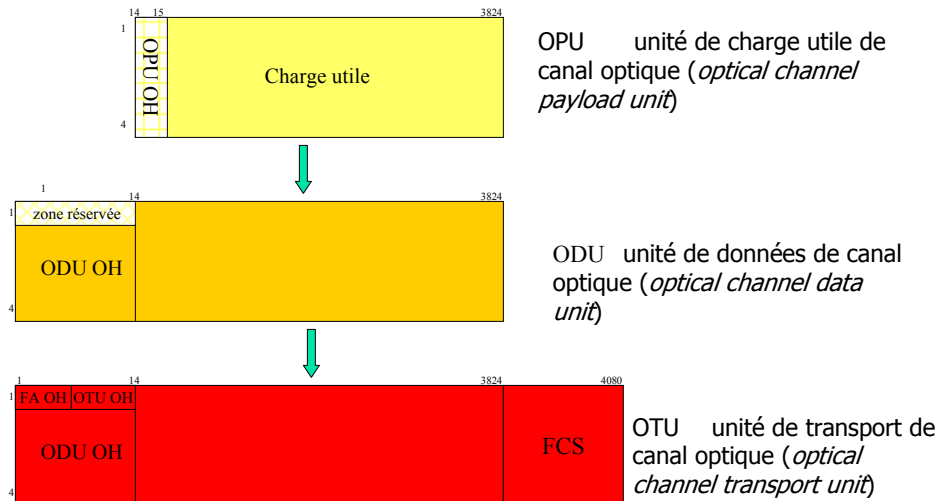 14 15 3824
1
OPU OH
Charge utile
4
OPU unité de charge utile de
canal optique (optical channel
payload unit)
1
14 3824
1
zone réservée
ODU OH
4
ODU unité de données de canal
optique (optical channel data
unit)
1 14 3824 4080
1
FA OH OTU OH
ODU OH
FCS
4
OTU unité de transport de
canal optique (optical
channel transport unit)